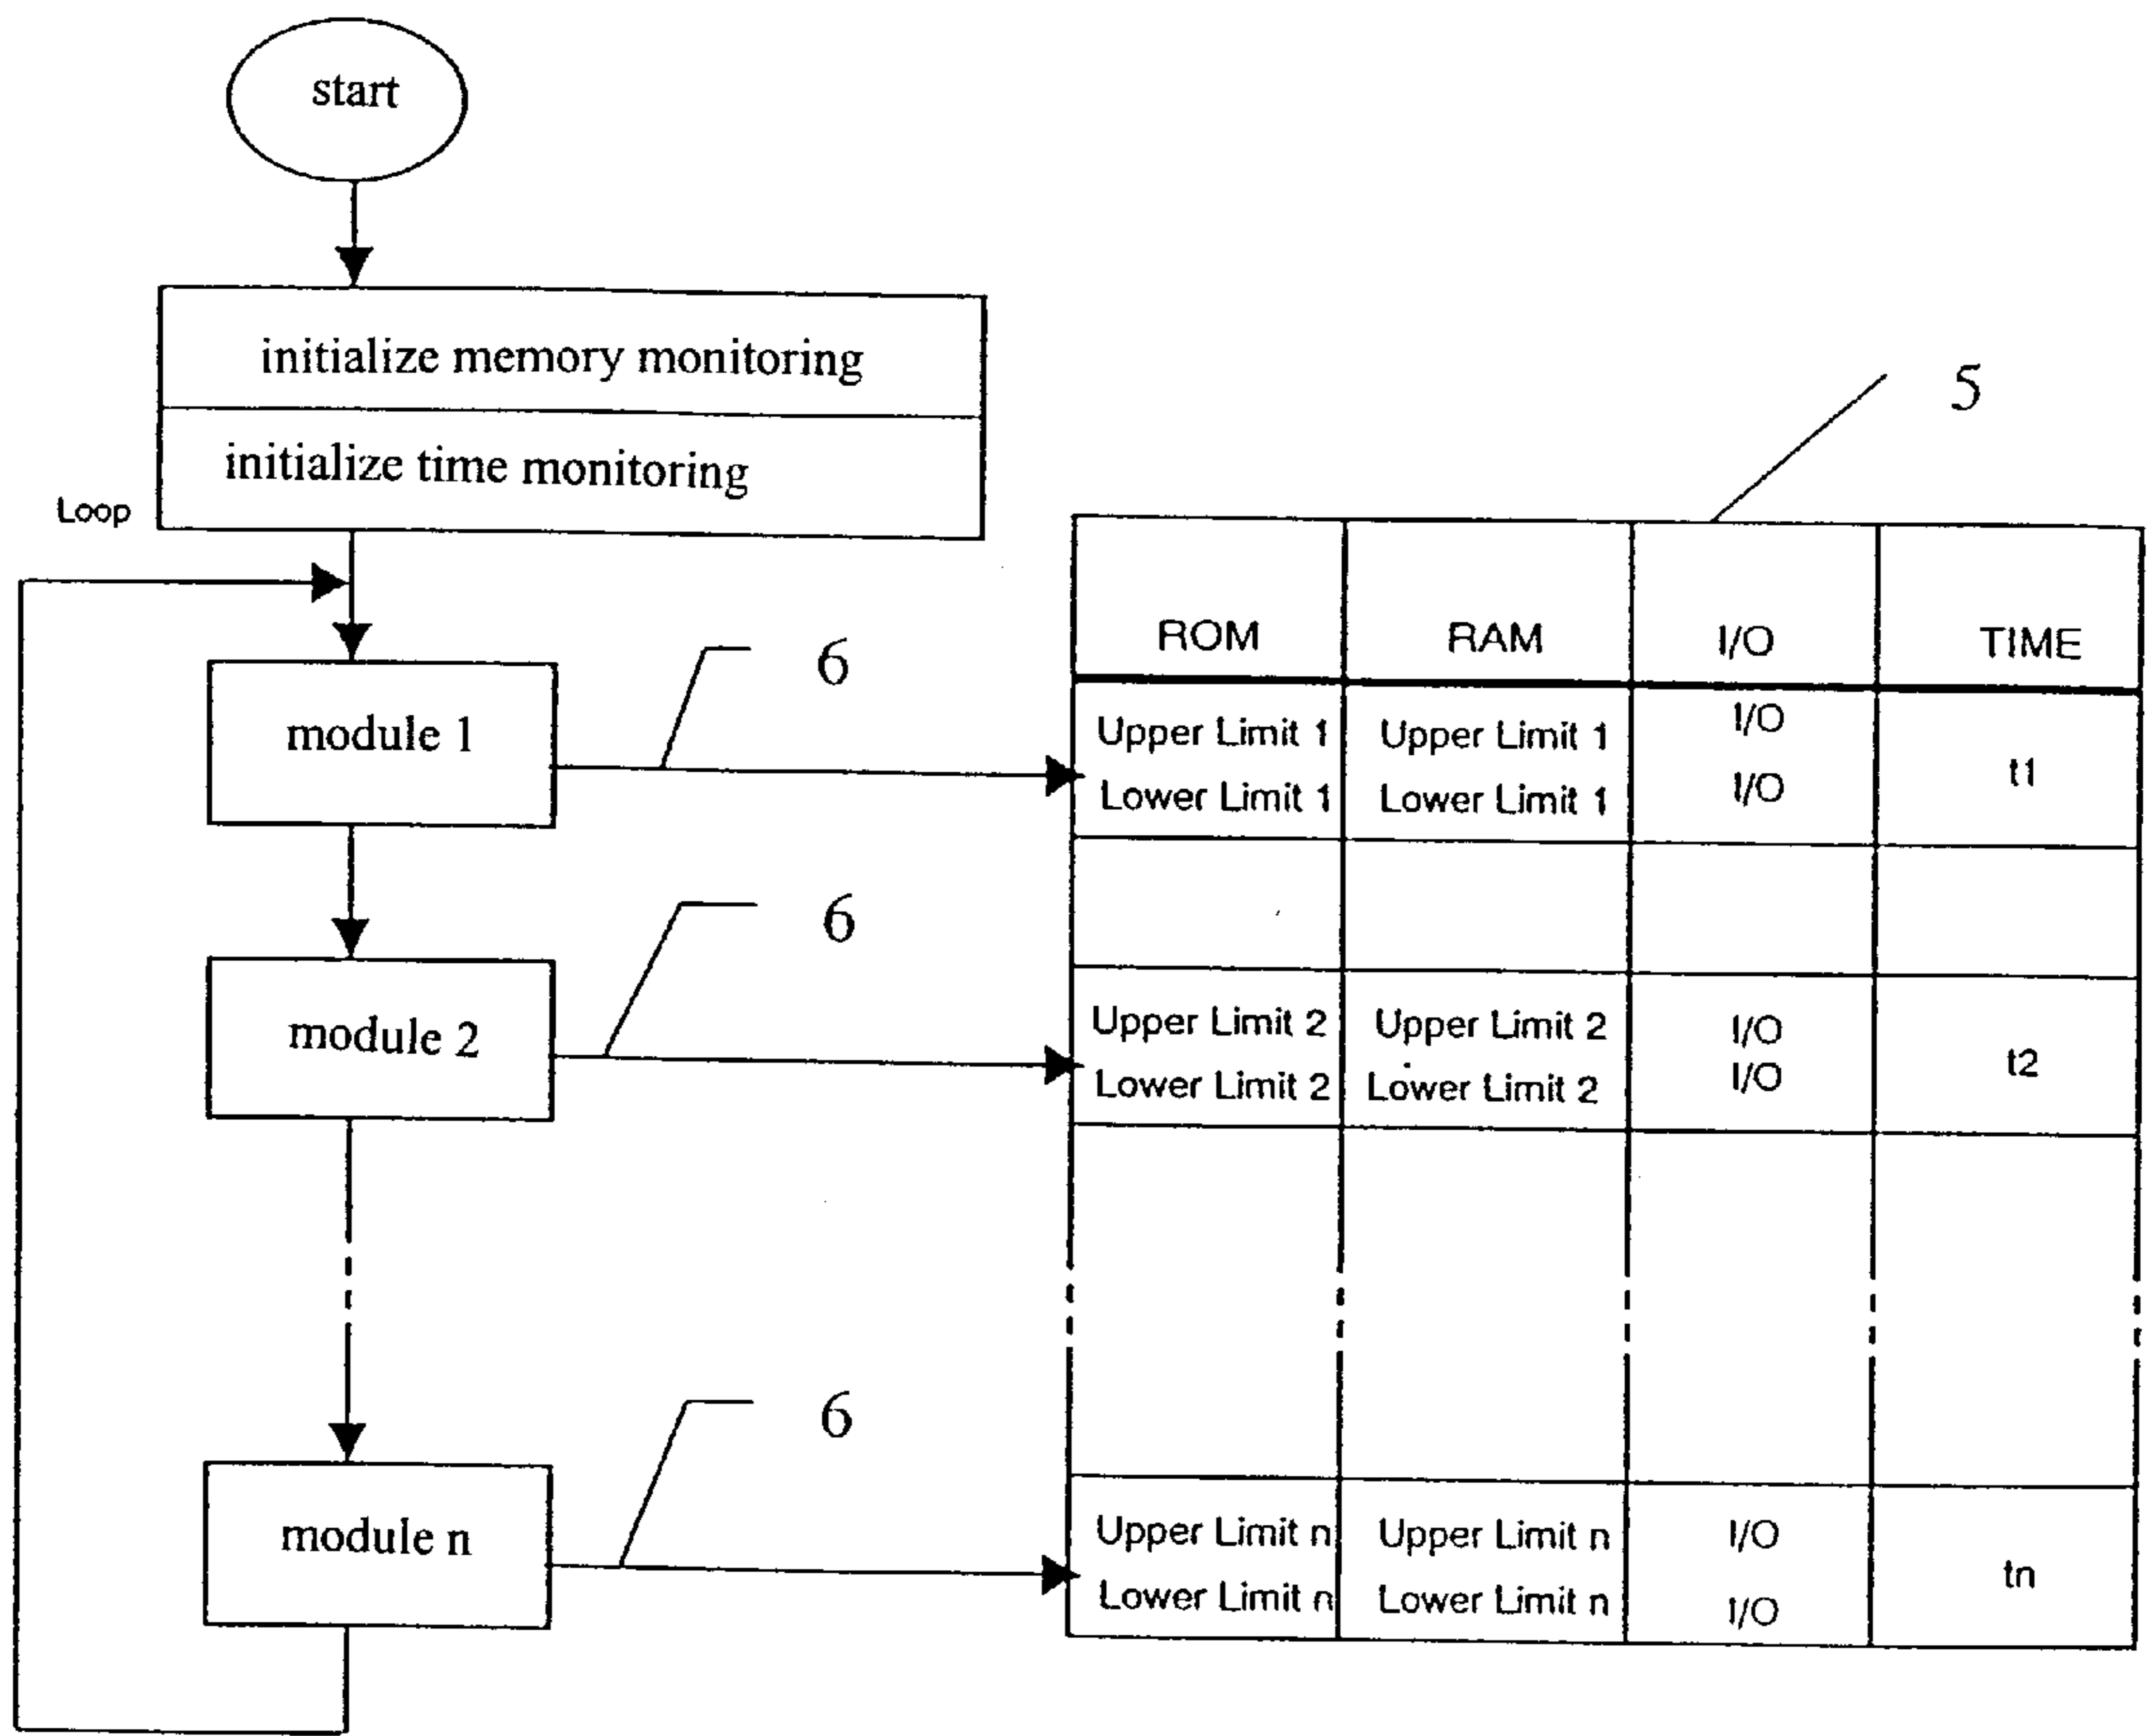 start
initialize memory monitoring
initialize time monitoring
Loop
5
ROM RAM I/O TIME
module 1
6
Upper Limit 1 Upper Limit 1 I/O t1
Lower Limit 1 Lower Limit 1 I/O
module 2
6
Upper Limit 2 Upper Limit 2 I/O t2
Lower Limit 2 Lower Limit 2 I/O
module n
6
Upper Limit n Upper Limit n I/O tn
Lower Limit n Lower Limit n I/O